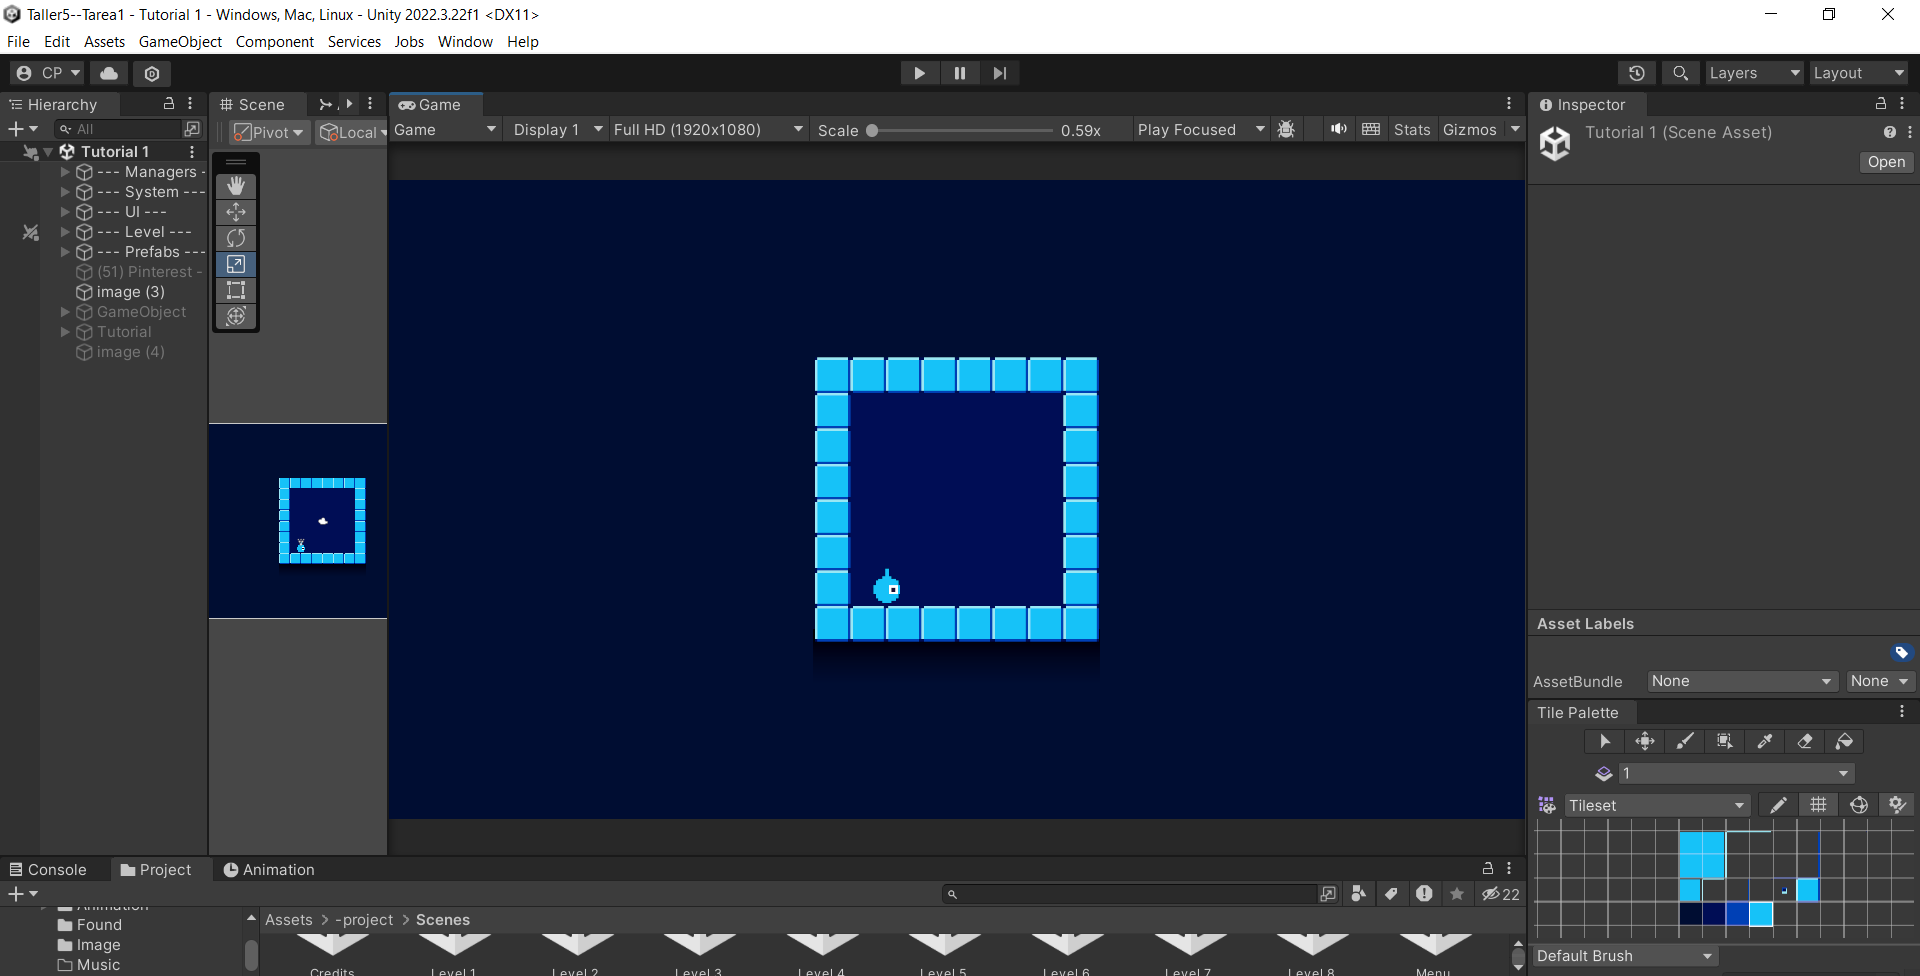 Taller5--Tarea1 - Tutorial 1 - Windows, Mac, Linux - Unity 2022.3.22f1 <DX11>
File Edit Assets GameObject Component Services Jobs Window Help
CP Layers Layout
Hierarchy Scene Game Inspector
All Pivot Local Game Display 1 Full HD (1920x1080) Scale 0.59x Play Focused Stats Gizmos
Tutorial 1 (Scene Asset)
Open
Tutorial 1
--- Managers -
--- System ---
--- UI ---
--- Level ---
--- Prefabs ---
(51) Pinterest -
image (3)
GameObject
Tutorial
image (4)
Asset Labels
AssetBundle None None
Tile Palette
1
Tileset
Default Brush
Console Project Animation
22
Animation
Found
Image
Music
Assets > -project > Scenes
Credits Level 1 Level 2 Level 3 Level 4 Level 5 Level 6 Level 7 Level 8 Menu